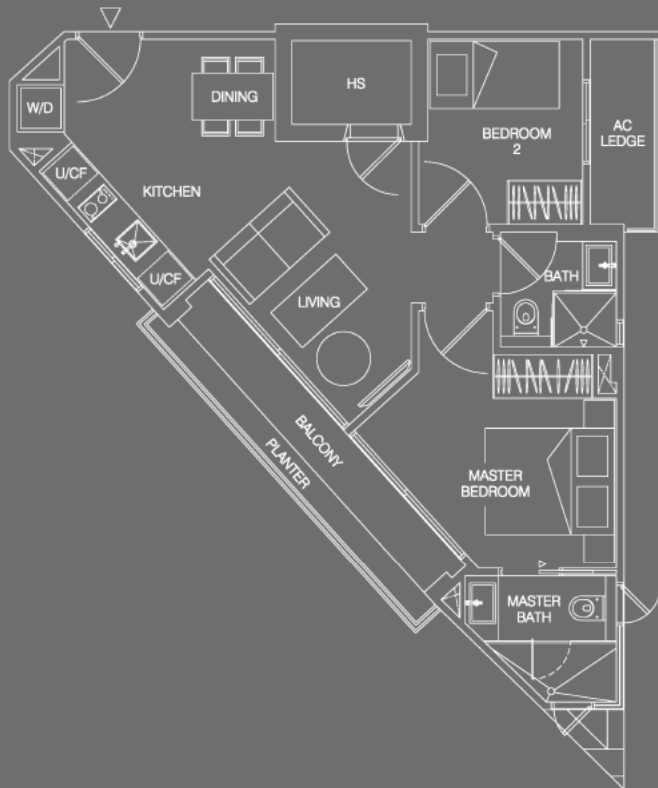 W/D
DINING
HS
BEDROOM
2
AC
LEDGE
U/CF
KITCHEN
BATH
U/CF
LIVING
BALCONY
PLANTER
MASTER
BEDROOM
MASTER
BATH